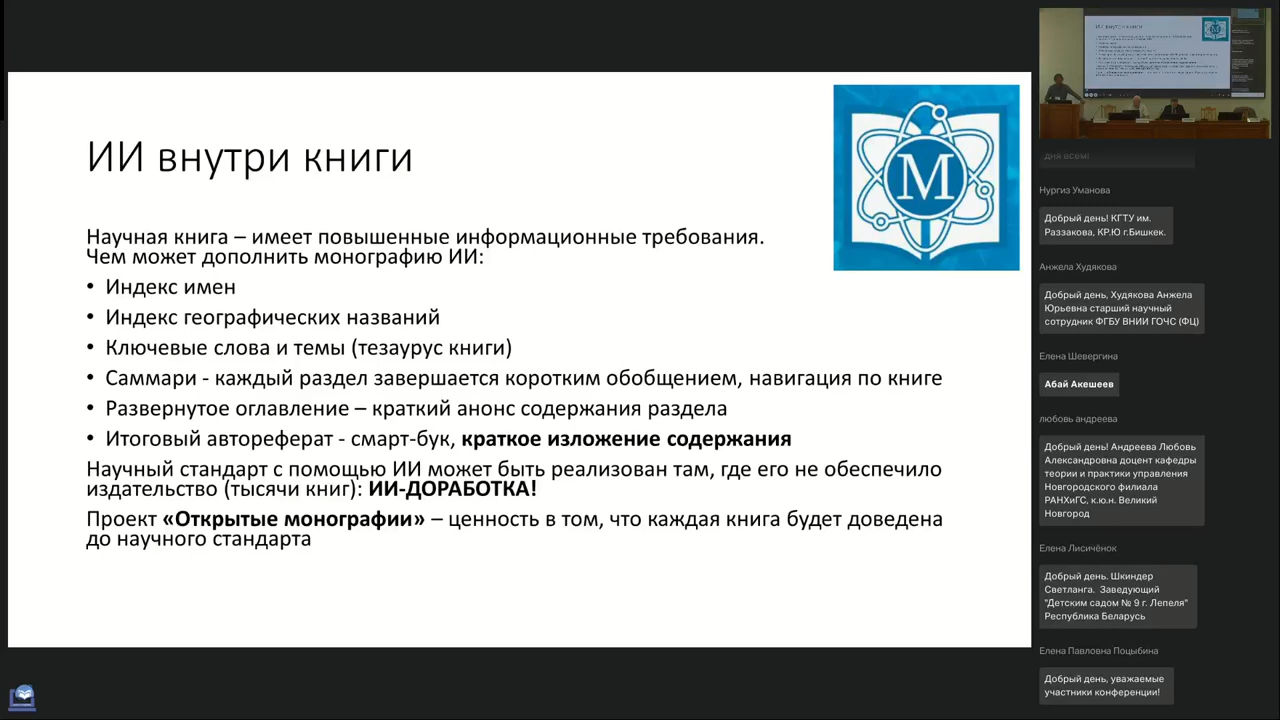 ИИ внутри книги
М
Научная книга – имеет повышенные информационные требования.
Чем может дополнить монографию ИИ:
• Индекс имен
• Индекс географических названий
• Ключевые слова и темы (тезаурус книги)
• Саммари - каждый раздел завершается коротким обобщением, навигация по книге
• Развернутое оглавление – краткий анонс содержания раздела
• Итоговый автореферат - смарт-бук, краткое изложение содержания
Научный стандарт с помощью ИИ может быть реализован там, где его не обеспечило
издательство (тысячи книг): ИИ-ДОРАБОТКА!
Проект «Открытые монографии» – ценность в том, что каждая книга будет доведена
до научного стандарта
ИИ внутри книги
дня всем!
Нургиз Уманова
Добрый день! КГТУ им.
Раззакова, КР.Ю г.Бишкек.
Анжела Худякова
Добрый день, Худякова Анжела
Юрьевна старший научный
сотрудник ФГБУ ВНИИ ГОЧС (ФЦ)
Елена Шевергина
Абай Акешеев
любовь андреева
Добрый день! Андреева Любовь
Александровна доцент кафедры
теории и практики управления
Новгородского филиала
РАНХиГС, к.ю.н. Великий
Новгород
Елена Лисичёнок
Добрый день. Шкиндер
Светланга. Заведующий
"Детским садом № 9 г. Лепеля"
Республика Беларусь
Елена Павловна Поцыбина
Добрый день, уважаемые
участники конференции!